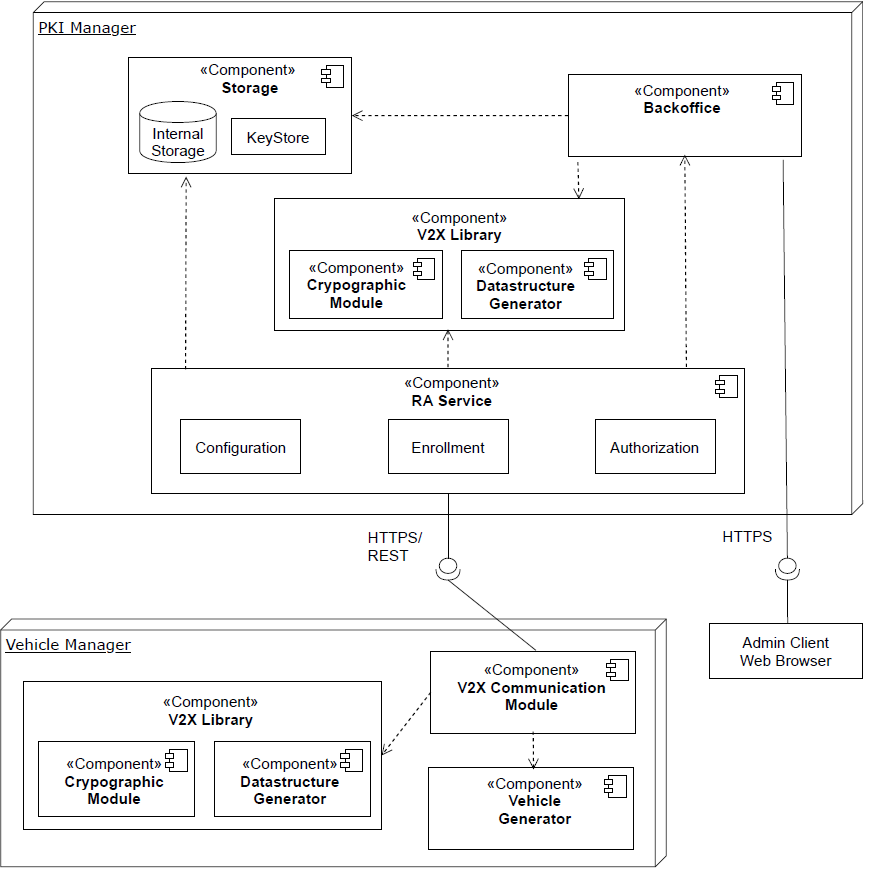 PKI Manager
«Component»
Storage
Internal
Storage
KeyStore
«Component»
Backoffice
«Component»
V2X Library
«Component»
Crypographic
Module
«Component»
Datastructure
Generator
«Component»
RA Service
Configuration
Enrollment
Authorization
HTTPS/
REST
HTTPS
Admin Client
Web Browser
Vehicle Manager
«Component»
V2X Library
«Component»
Crypographic
Module
«Component»
Datastructure
Generator
«Component»
V2X Communication
Module
«Component»
Vehicle
Generator